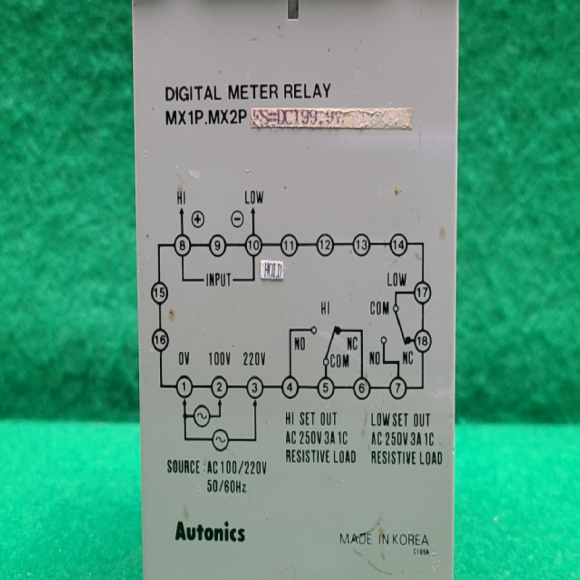 DIGITAL METER RELAY
MX1P.MX2P
HI LOW
+ −
8 9 10 11 12 13 14
INPUT HOLD
LOW
15 17
COM
HI
16 18
NO NC NO NC
COM
0V 100V 220V
1 2 3 4 5 6 7
HI SET OUT LOW SET OUT
AC 250V 3A 1C AC 250V 3A 1C
RESISTIVE LOAD RESISTIVE LOAD
SOURCE : AC 100/220V
50/60Hz
Autonics
MADE IN KOREA